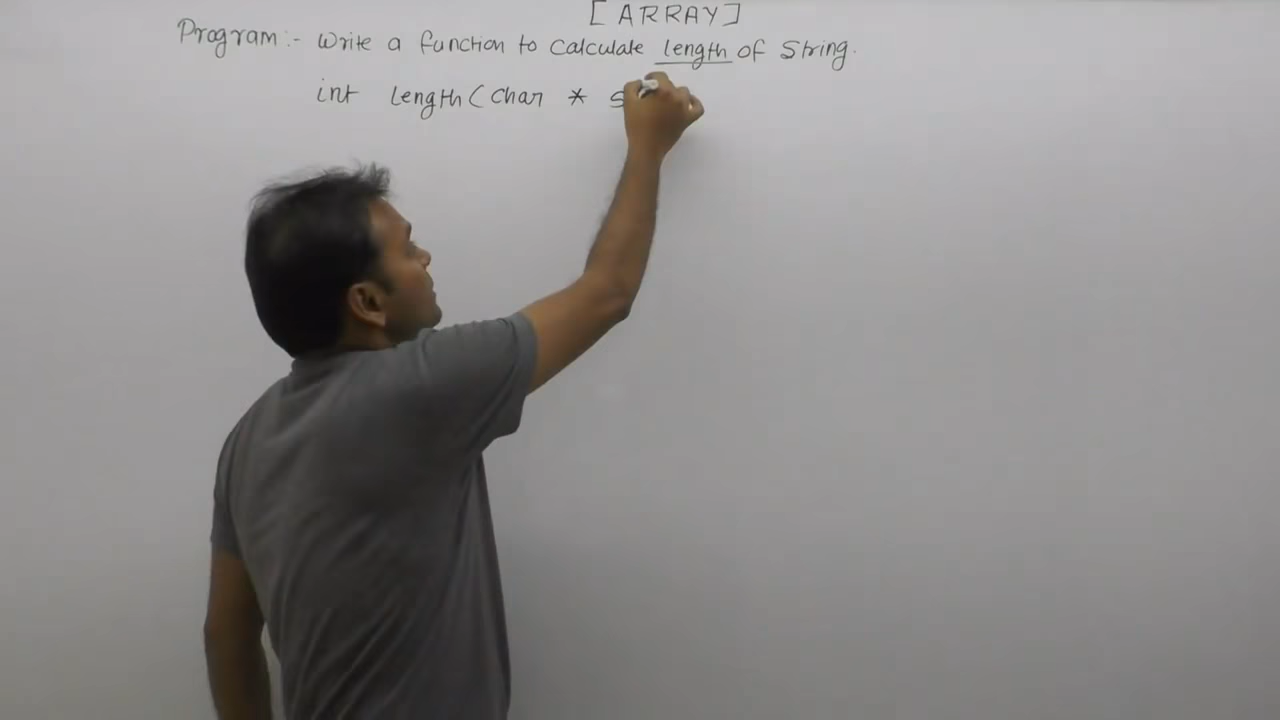 [ARRAY]
Program:- Write a function to Calculate length of String.
int length(char * s